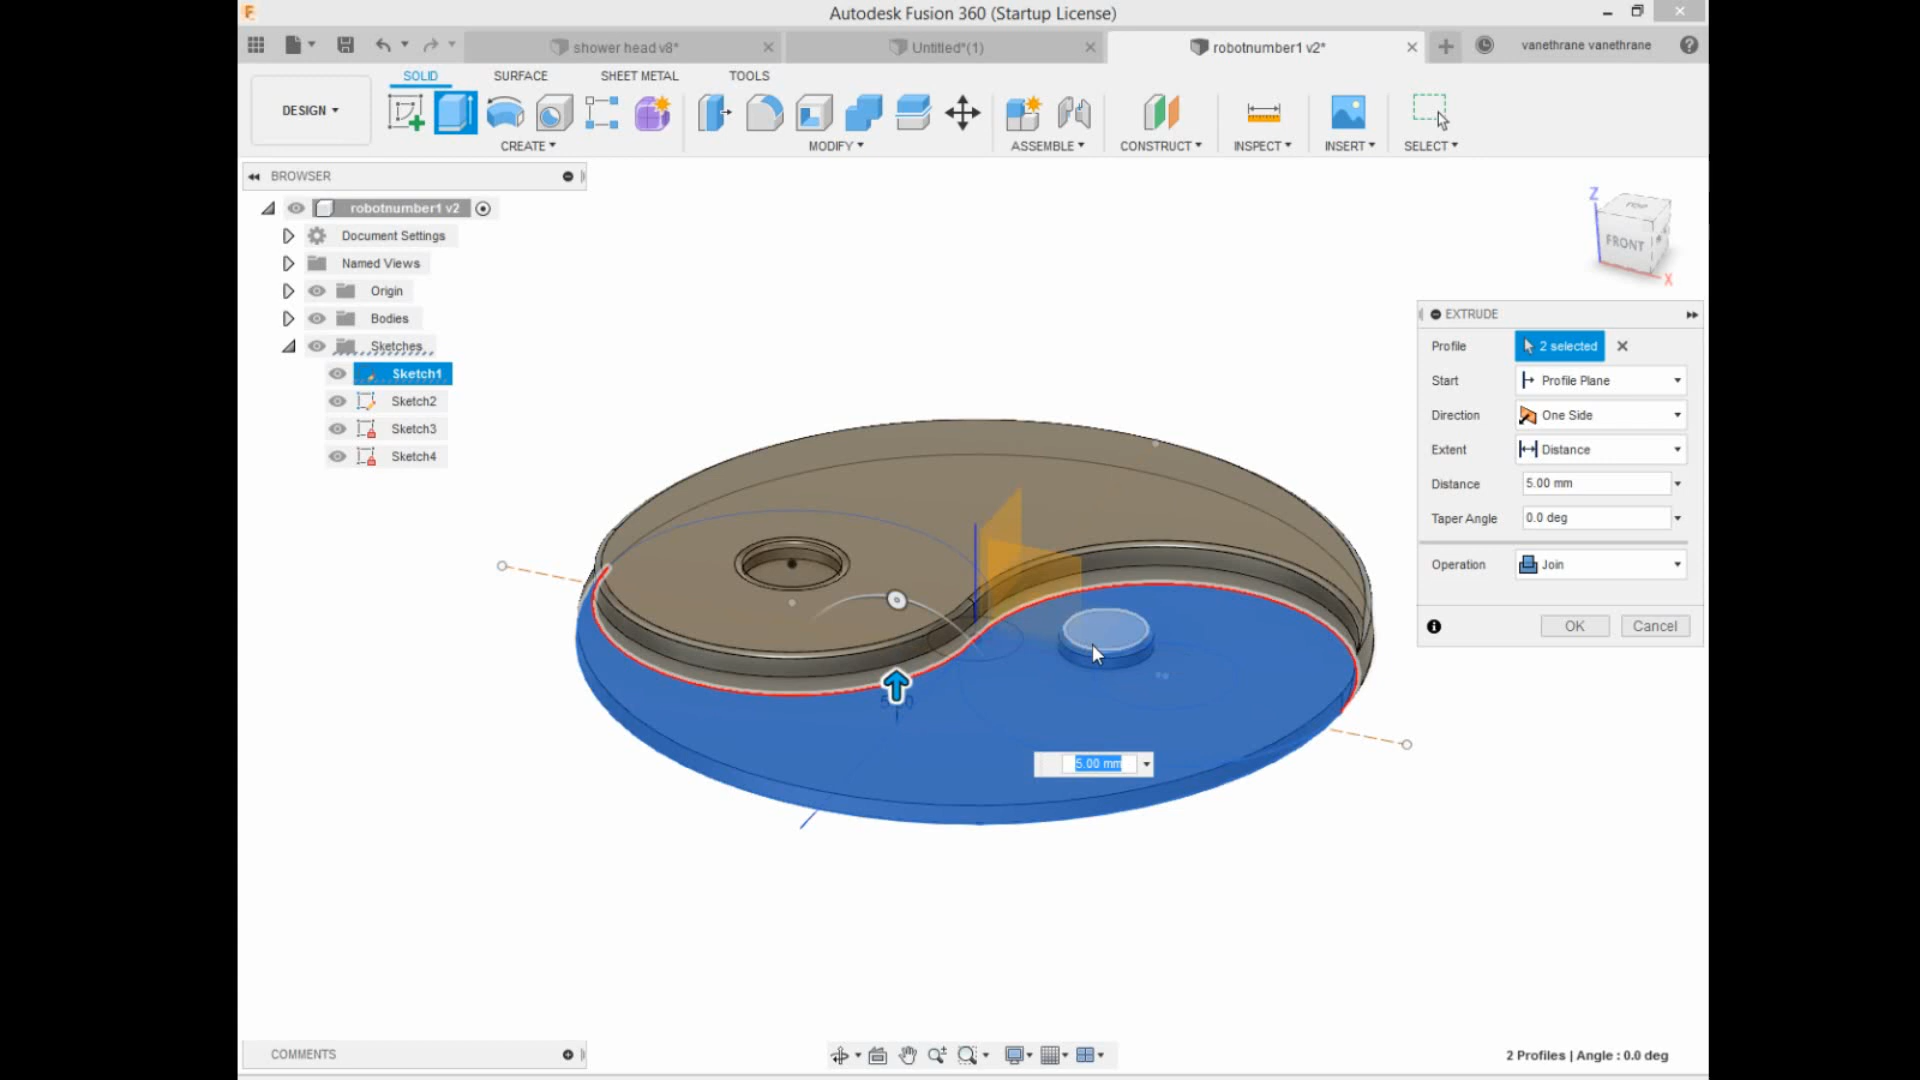 Autodesk Fusion 360 (Startup License)
shower head v8*
Untitled*(1)
robotnumber1 v2*
vanethrane vanethrane
DESIGN
SOLID
SURFACE
SHEET METAL
TOOLS
CREATE
MODIFY
ASSEMBLE
CONSTRUCT
INSPECT
INSERT
SELECT
BROWSER
robotnumber1 v2
Document Settings
Named Views
Origin
Bodies
Sketches
Sketch1
Sketch2
Sketch3
Sketch4
Z
TOP
FRONT
X
EXTRUDE
Profile 2 selected
Start Profile Plane
Direction One Side
Extent Distance
Distance 5.00 mm
Taper Angle 0.0 deg
Operation Join
OK Cancel
5.00 mm
COMMENTS
2 Profiles | Angle : 0.0 deg